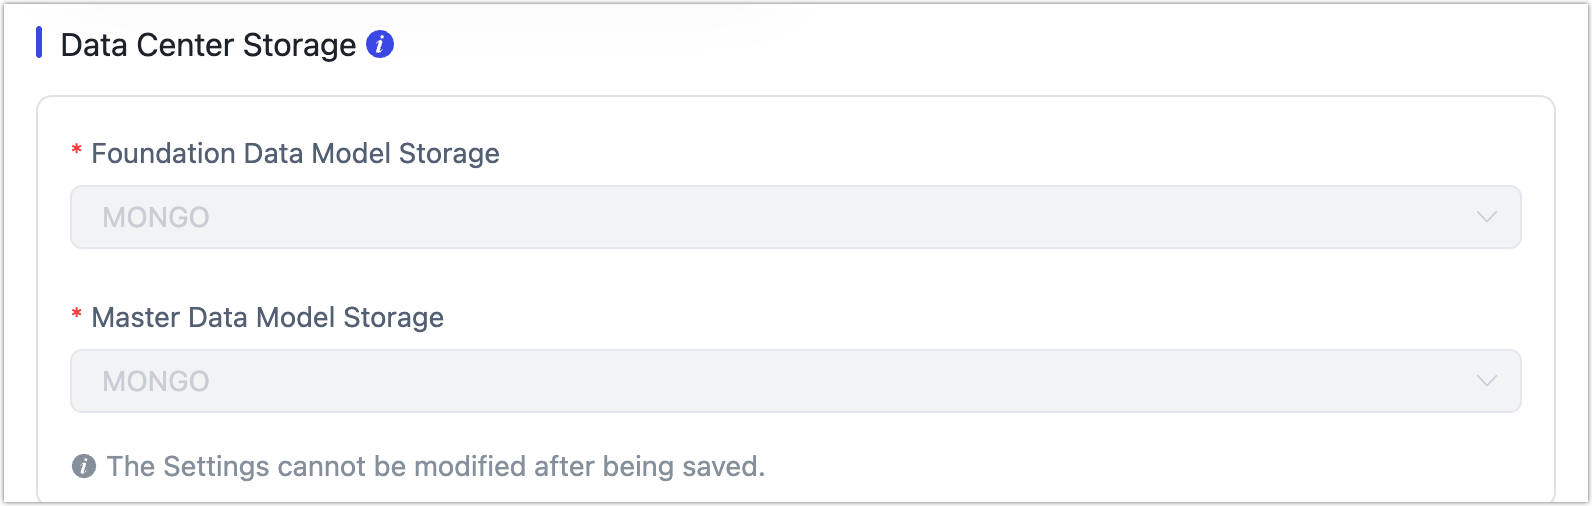 Data Center Storage
* Foundation Data Model Storage
MONGO
* Master Data Model Storage
MONGO
The Settings cannot be modified after being saved.